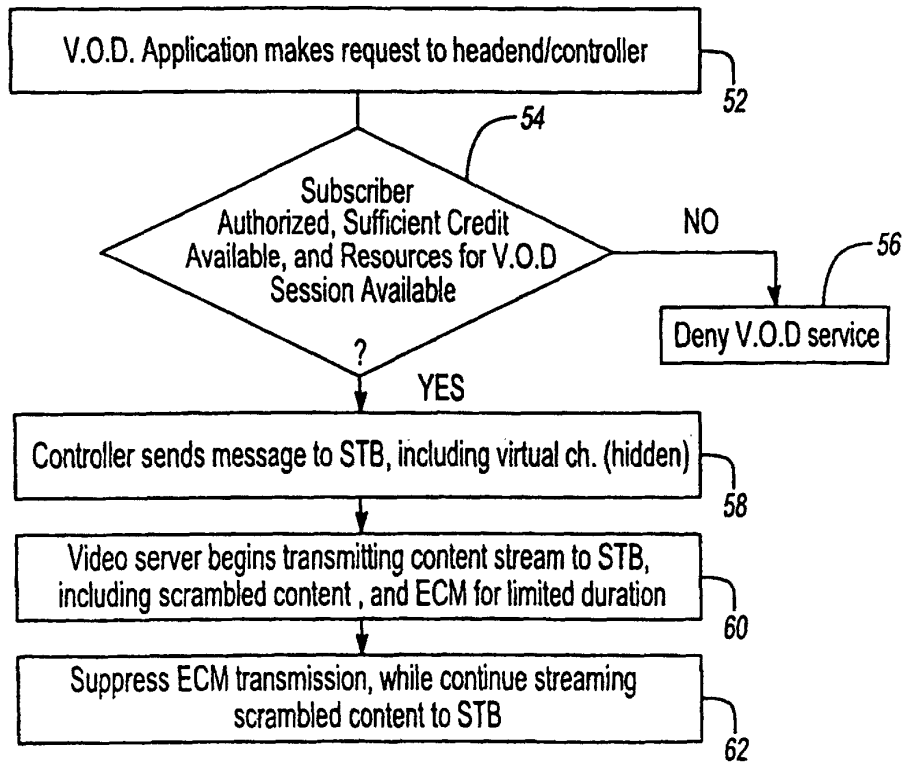 V.O.D. Application makes request to headend/controller
52
54
Subscriber
Authorized, Sufficient Credit
Available, and Resources for V.O.D
Session Available
?
NO
56
Deny V.O.D service
YES
Controller sends message to STB, including virtual ch. (hidden)
58
Video server begins transmitting content stream to STB,
including scrambled content , and ECM for limited duration
60
Suppress ECM transmission, while continue streaming
scrambled content to STB
62